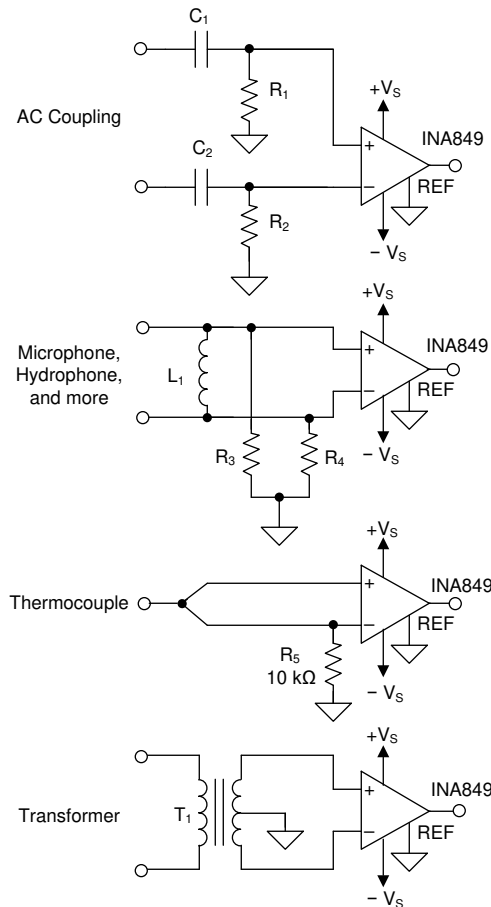 C₁
R₁
+Vₛ
INA849
AC Coupling
+
C₂
−
REF
R₂
− Vₛ
+Vₛ
INA849
Microphone,
Hydrophone,
and more
L₁
+
−
REF
R₃
R₄
− Vₛ
+Vₛ
INA849
Thermocouple
+
−
REF
R₅
10 kΩ
− Vₛ
+Vₛ
INA849
Transformer
T₁
+
−
REF
− Vₛ